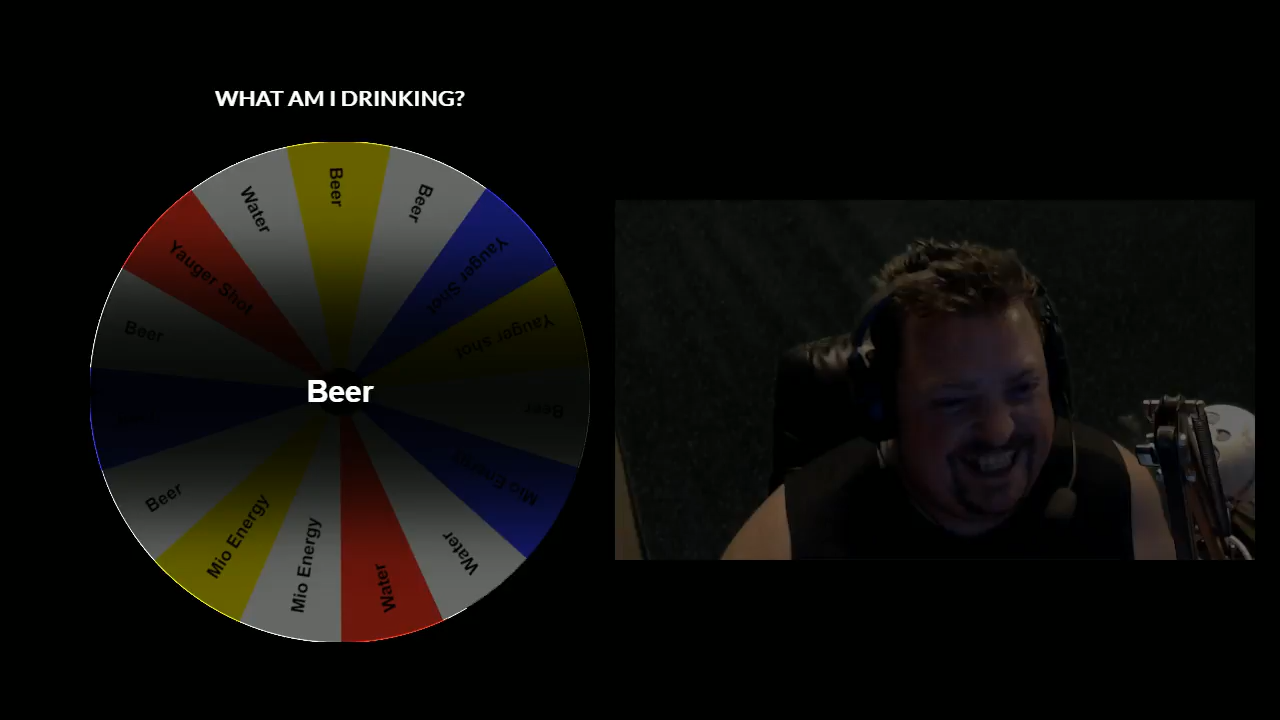 WHAT AM I DRINKING?
Beer
Beer
Yauger Shot
Yauger shot
Beer
Mio Energy
Water
Water
Mio Energy
Mio Energy
Beer
Beer
Yauger Shot
Water
Beer